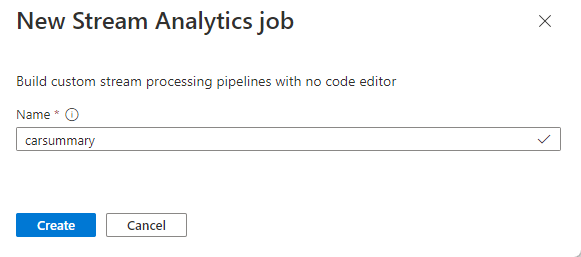 New Stream Analytics job
Build custom stream processing pipelines with no code editor
Name *
carsummary
Create Cancel